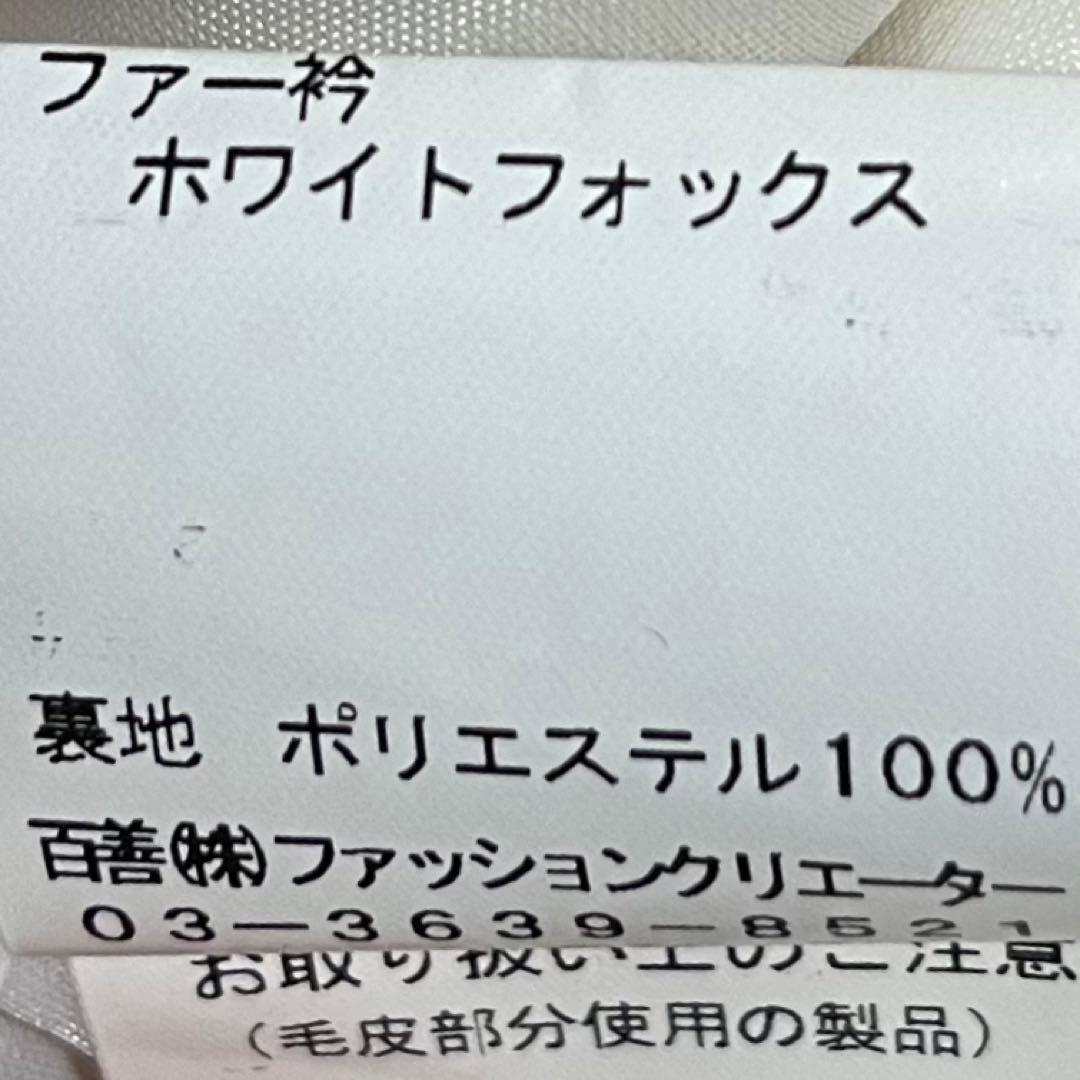 ファー衿
ホワイトフォックス
裏地 ポリエステル100%
百善㈱ファッションクリエーター
03-3639-8521
お取り扱い上のご注意
(毛皮部分使用の製品)